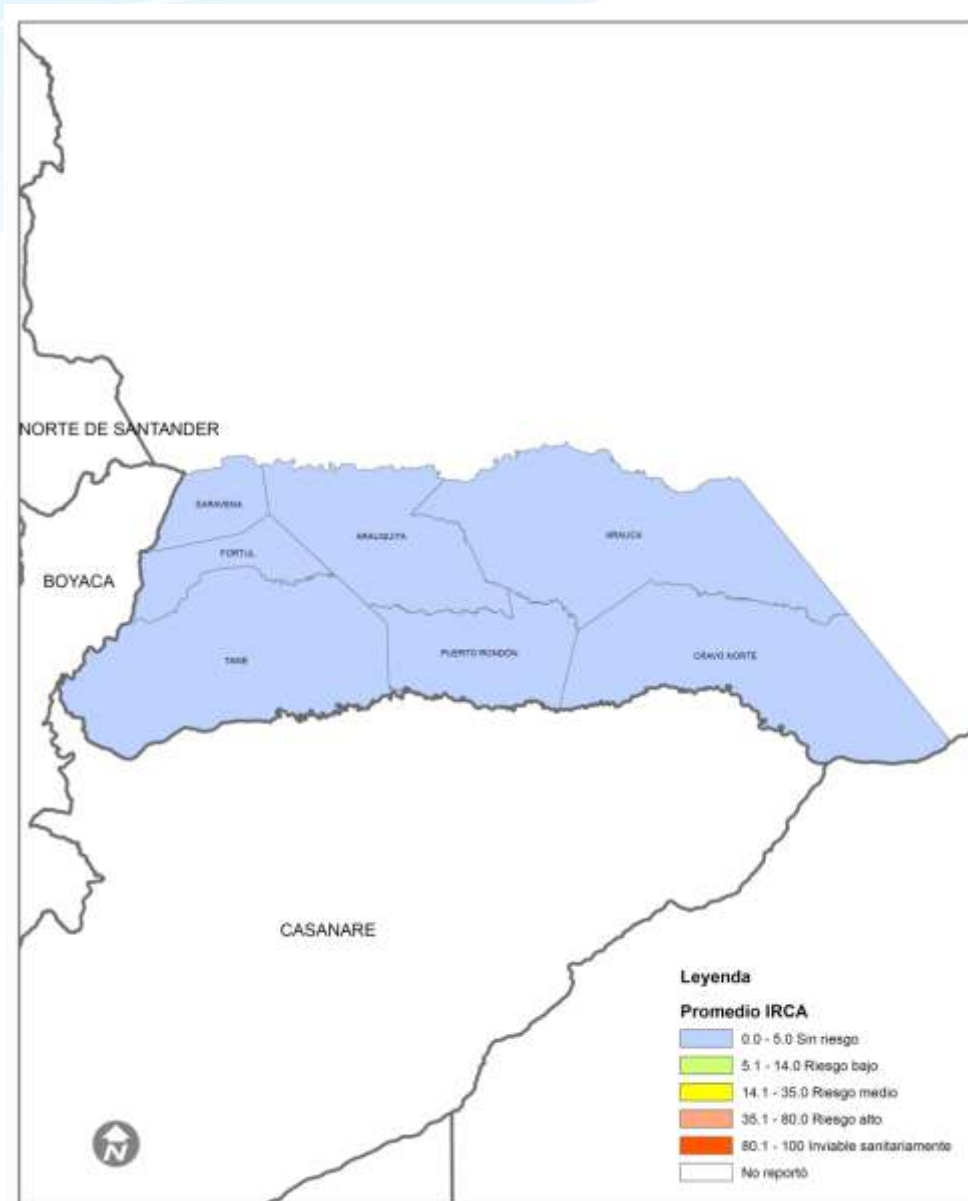 NORTE DE SANTANDER
SARAVENA
ARAUQUITA
ARAUCA
FORTUL
BOYACA
TAME
PUERTO RONDÓN
CRAVO NORTE
CASANARE
Leyenda
Promedio IRCA
0.0 - 5.0 Sin riesgo
5.1 - 14.0 Riesgo bajo
14.1 - 35.0 Riesgo medio
35.1 - 80.0 Riesgo alto
80.1 - 100 Inviable sanitariamente
No reportó
N